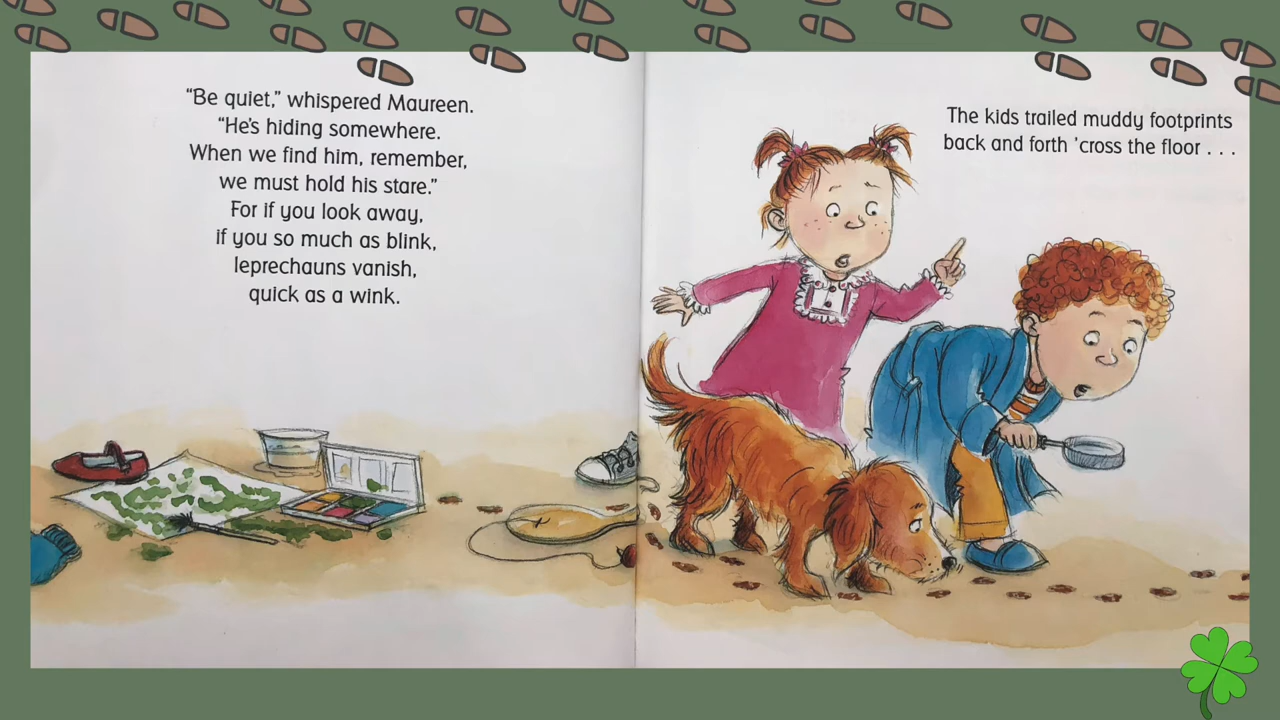 “Be quiet,” whispered Maureen.
“He’s hiding somewhere.
When we find him, remember,
we must hold his stare.”
For if you look away,
if you so much as blink,
leprechauns vanish,
quick as a wink.
The kids trailed muddy footprints
back and forth ’cross the floor . . .